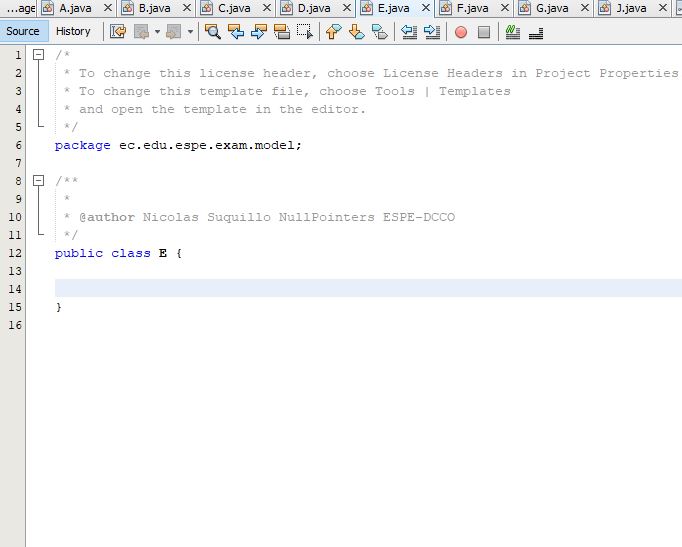 ...age A.java B.java C.java D.java E.java F.java G.java J.java
Source History
1 /*
2 * To change this license header, choose License Headers in Project Properties
3 * To change this template file, choose Tools | Templates
4 * and open the template in the editor.
5 */
6 package ec.edu.espe.exam.model;
7
8 /**
9 *
10 * @author Nicolas Suquillo NullPointers ESPE-DCCO
11 */
12 public class E {
13
14
15 }
16